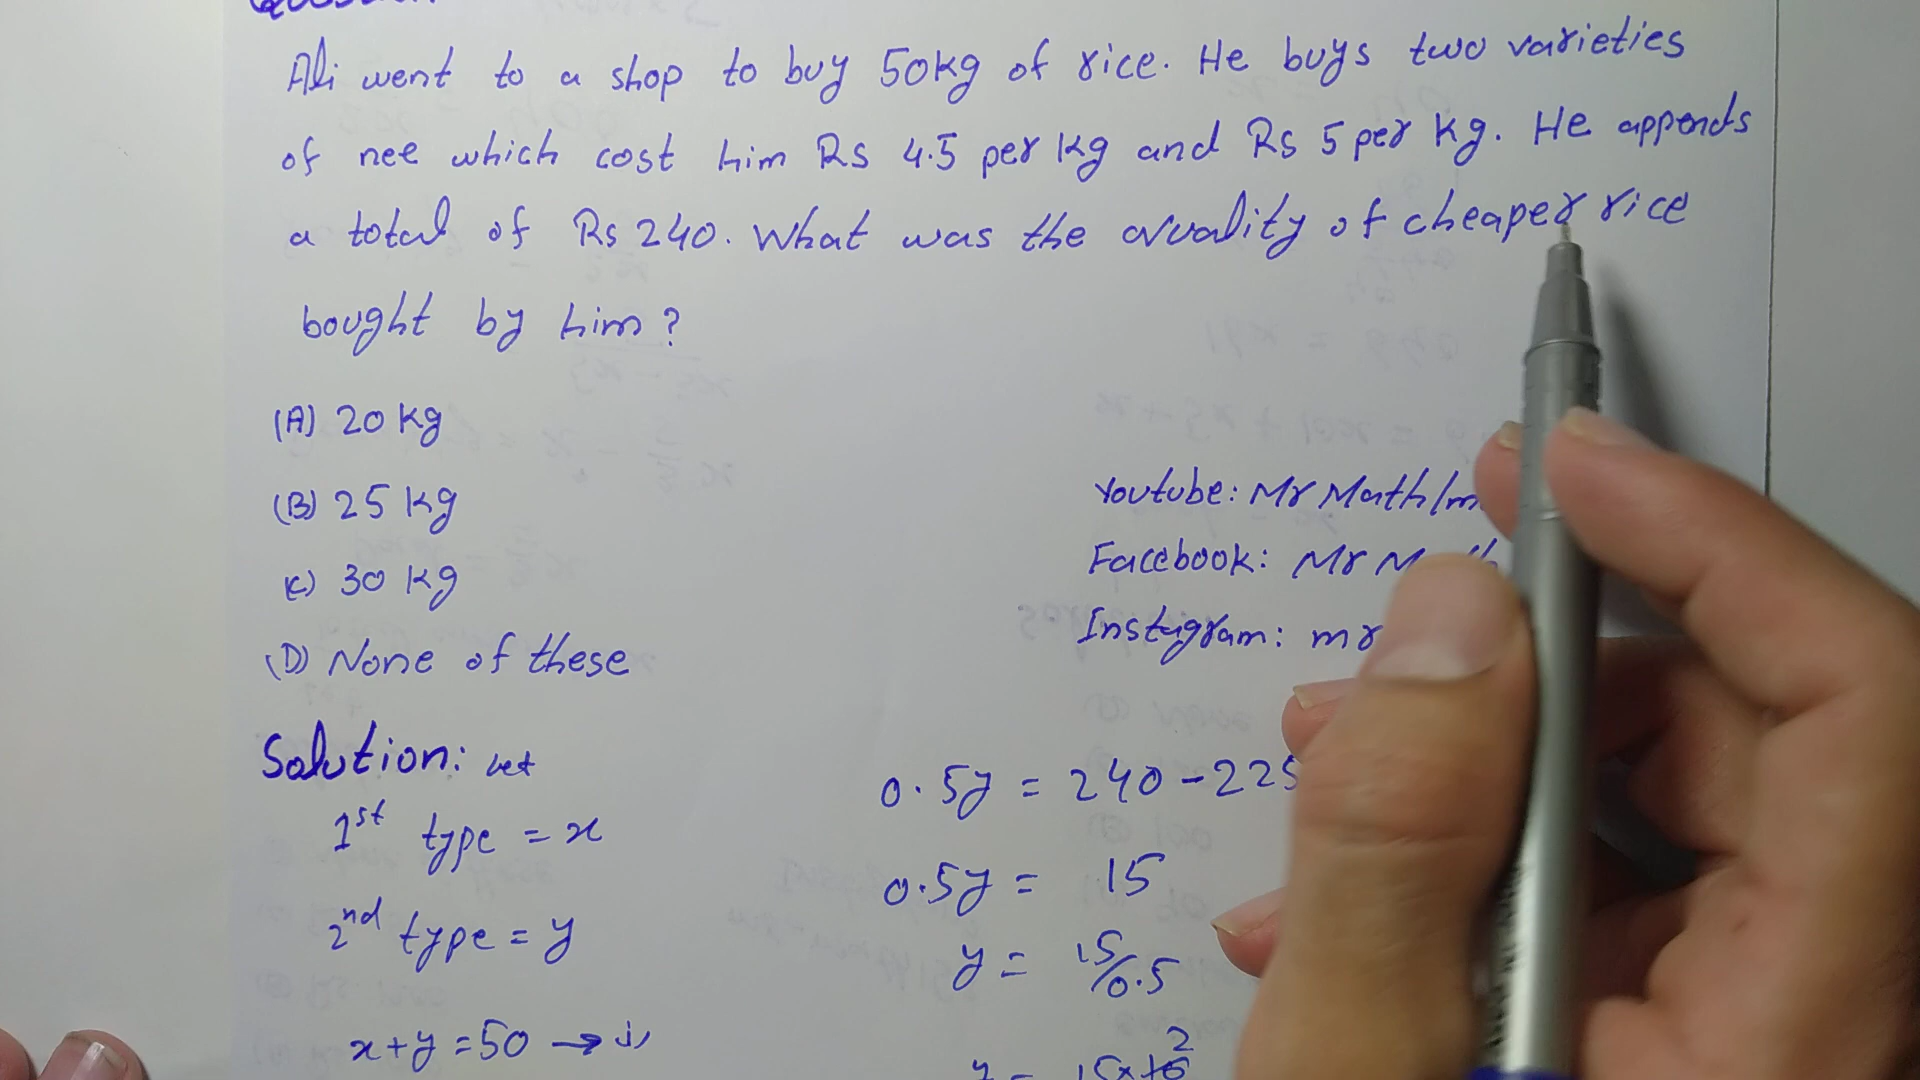 Ali went to a shop to buy 50kg of rice. He buys two varieties
of nee which cost him Rs 4.5 per kg and Rs 5 per kg. He appends
a total of Rs 240. What was the quality of cheaper rice
bought by him?
(A) 20 kg
(B) 25 kg
(C) 30 kg
(D) None of these
Youtube: Mr Math
Facebook: Mr
Instagram: mr
Solution: Let
1st type = x
2nd type = y
x+y=50 → i)
0.5y = 240-225
0.5y = 15
y = 15/0.5